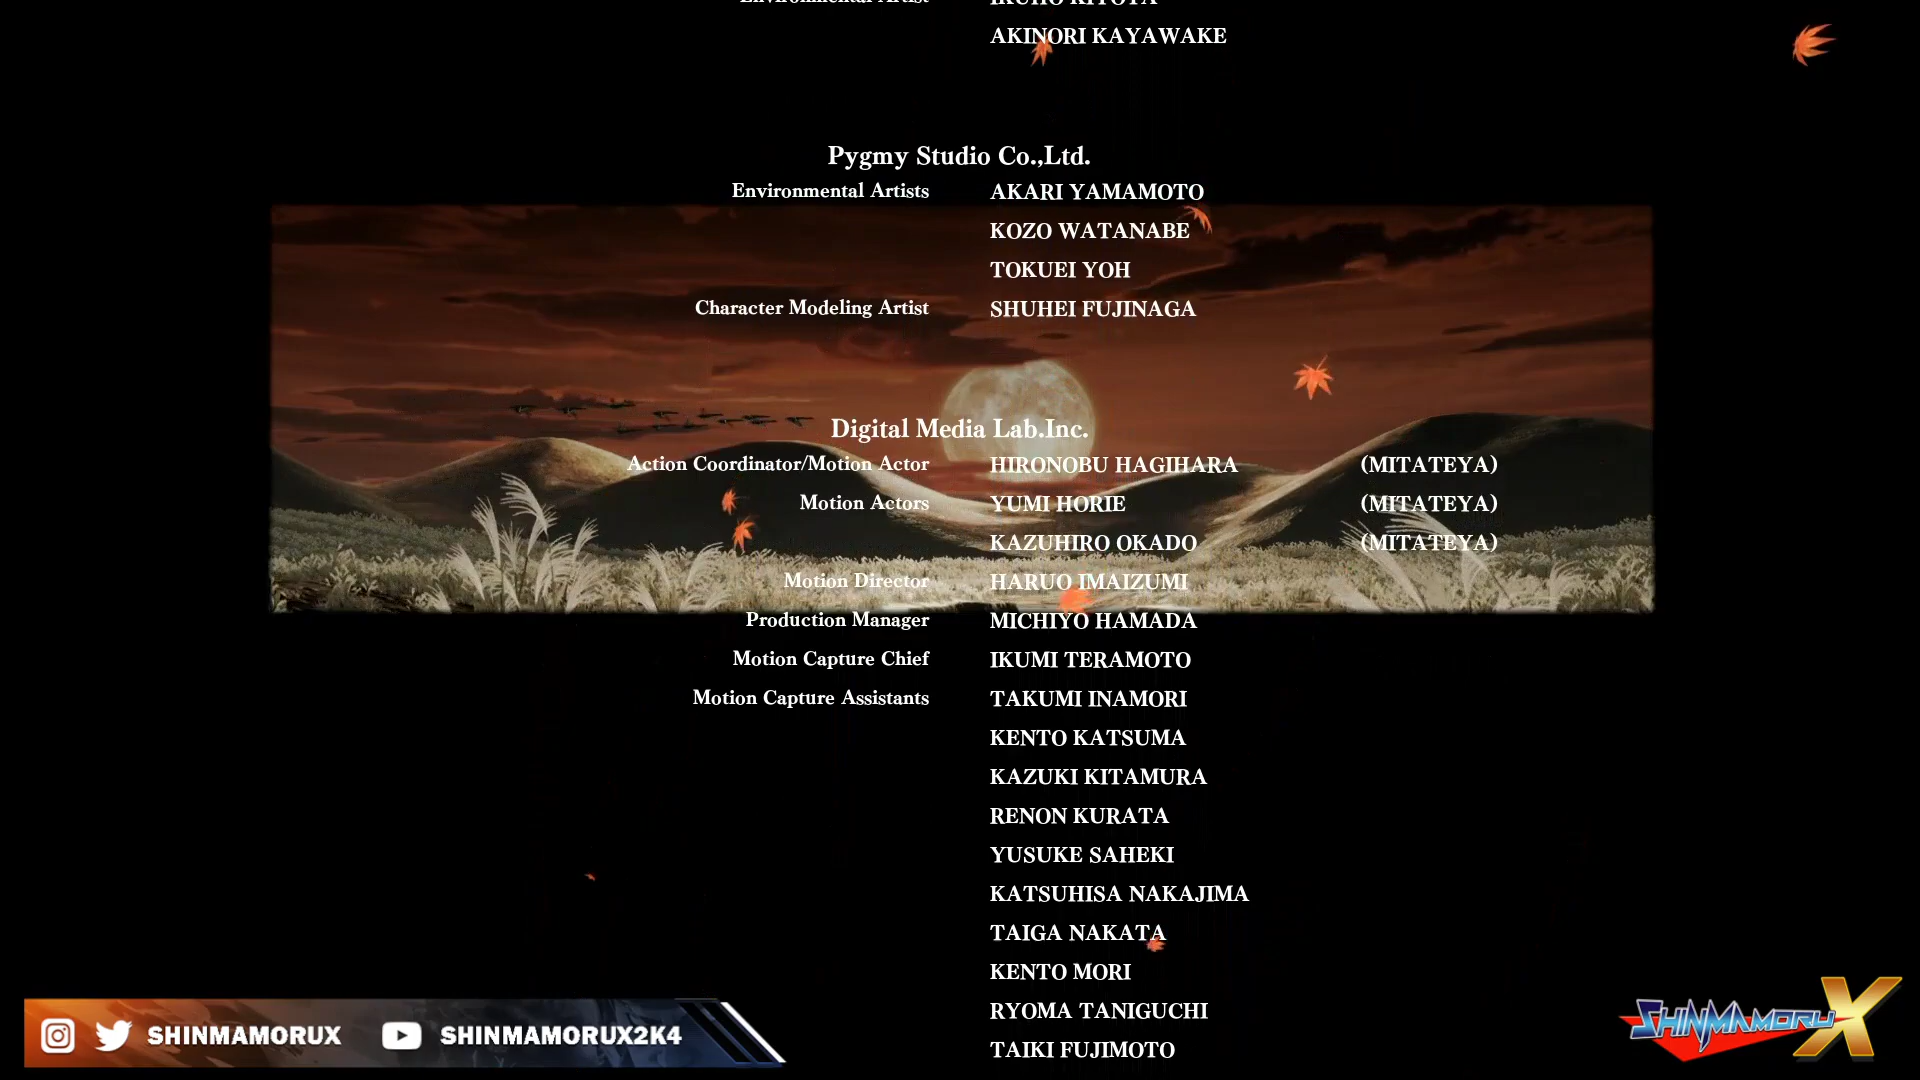 AKINORI KAYAWAKE
Pygmy Studio Co.,Ltd.
Environmental Artists AKARI YAMAMOTO
KOZO WATANABE
TOKUEI YOH
Character Modeling Artist SHUHEI FUJINAGA
Digital Media Lab.Inc.
Action Coordinator/Motion Actor HIRONOBU HAGIHARA (MITATEYA)
Motion Actors YUMI HORIE (MITATEYA)
KAZUHIRO OKADO (MITATEYA)
Motion Director HARUO IMAIZUMI
Production Manager MICHIYO HAMADA
Motion Capture Chief IKUMI TERAMOTO
Motion Capture Assistants TAKUMI INAMORI
KENTO KATSUMA
KAZUKI KITAMURA
RENON KURATA
YUSUKE SAHEKI
KATSUHISA NAKAJIMA
TAIGA NAKATA
KENTO MORI
RYOMA TANIGUCHI
TAIKI FUJIMOTO
SHINMAMORUX SHINMAMORUX2K4
SHINMAMORU X